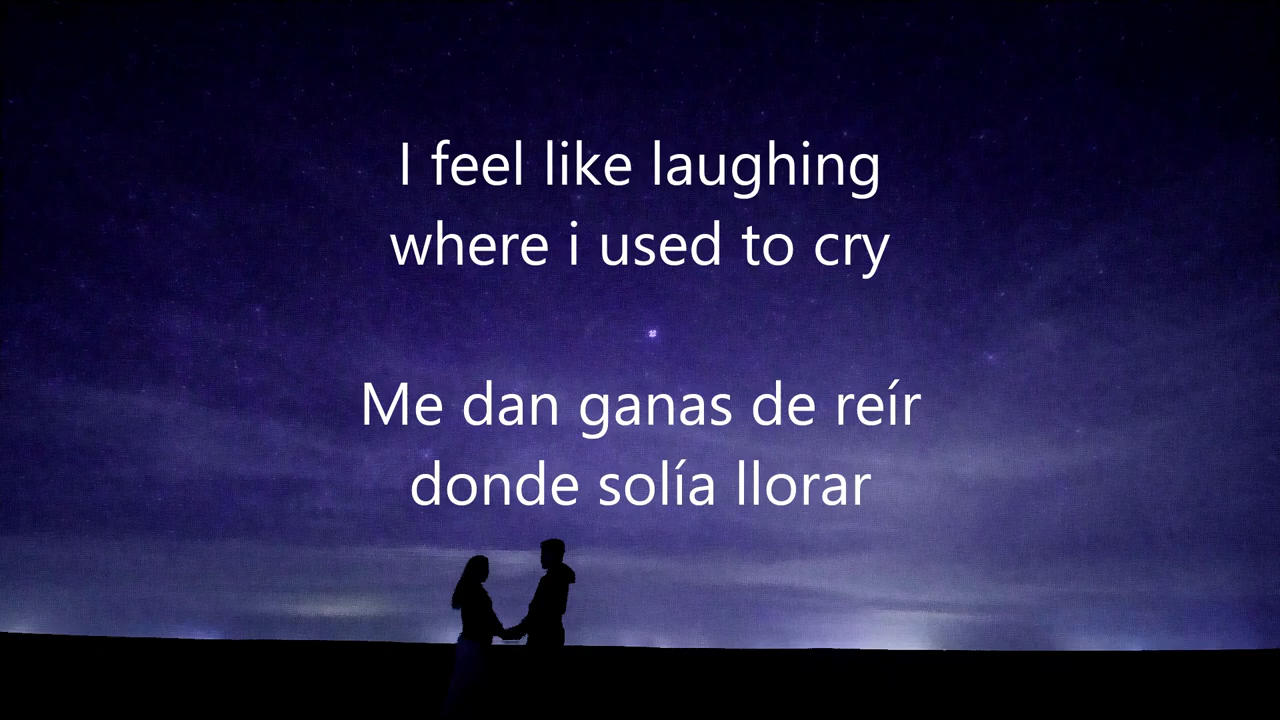 I feel like laughing
where i used to cry
Me dan ganas de reír
donde solía llorar